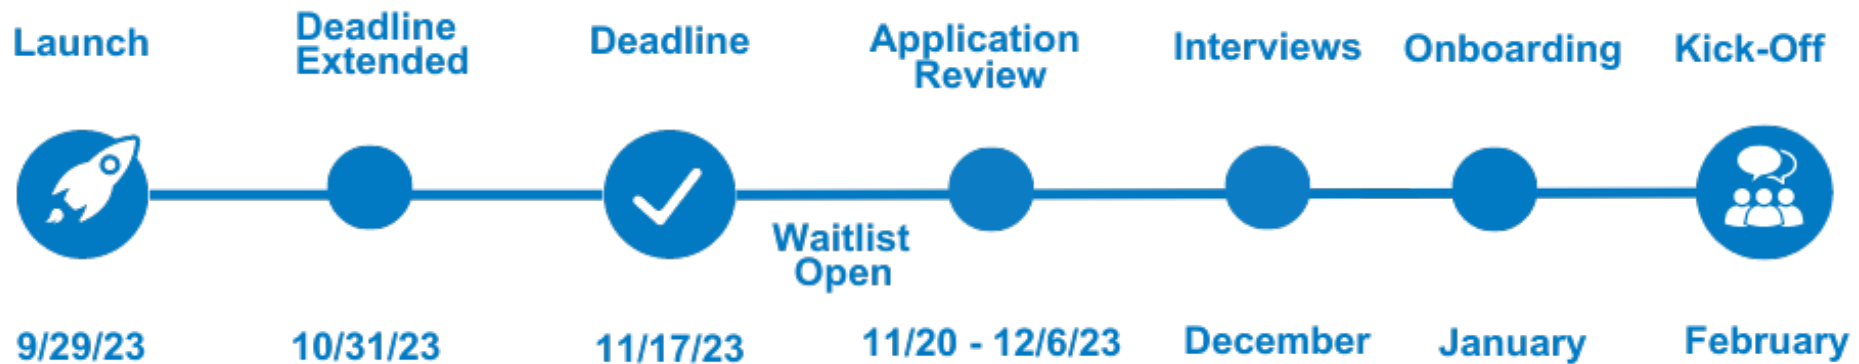 Launch
Deadline
Extended
Deadline
Application
Review
Interviews
Onboarding
Kick-Off
Waitlist
Open
9/29/23
10/31/23
11/17/23
11/20 - 12/6/23
December
January
February